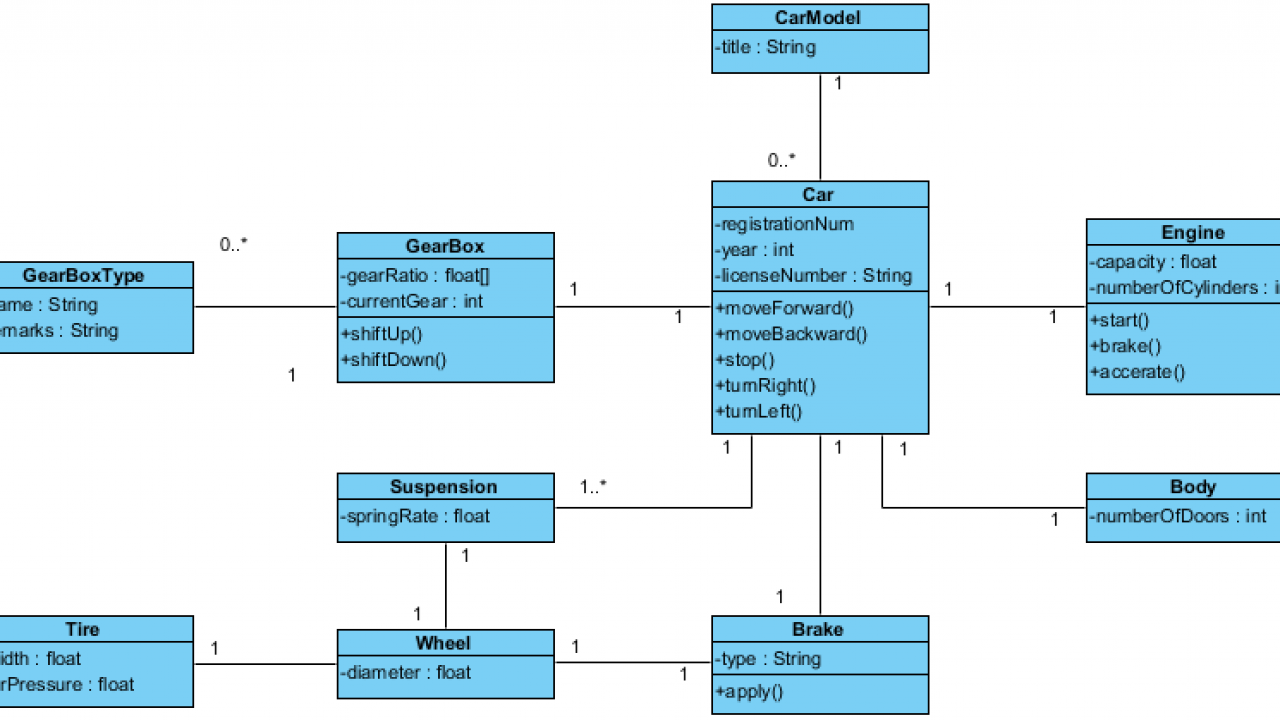 CarModel
-title : String
1
0..*
Car
-registrationNum
-year : int
-licenseNumber : String
+moveForward()
+moveBackward()
+stop()
+turnRight()
+turnLeft()
0..*
GearBoxType
ame : String
emarks : String
1
GearBox
-gearRatio : float[]
-currentGear : int
+shiftUp()
+shiftDown()
1
1
1
1
Engine
-capacity : float
-numberOfCylinders : i
+start()
+brake()
+accerate()
1
1
1
Suspension
-springRate : float
1..*
Body
-numberOfDoors : int
1
1
1
1
Tire
idth : float
rPressure : float
1
Wheel
-diameter : float
1
1
Brake
-type : String
+apply()